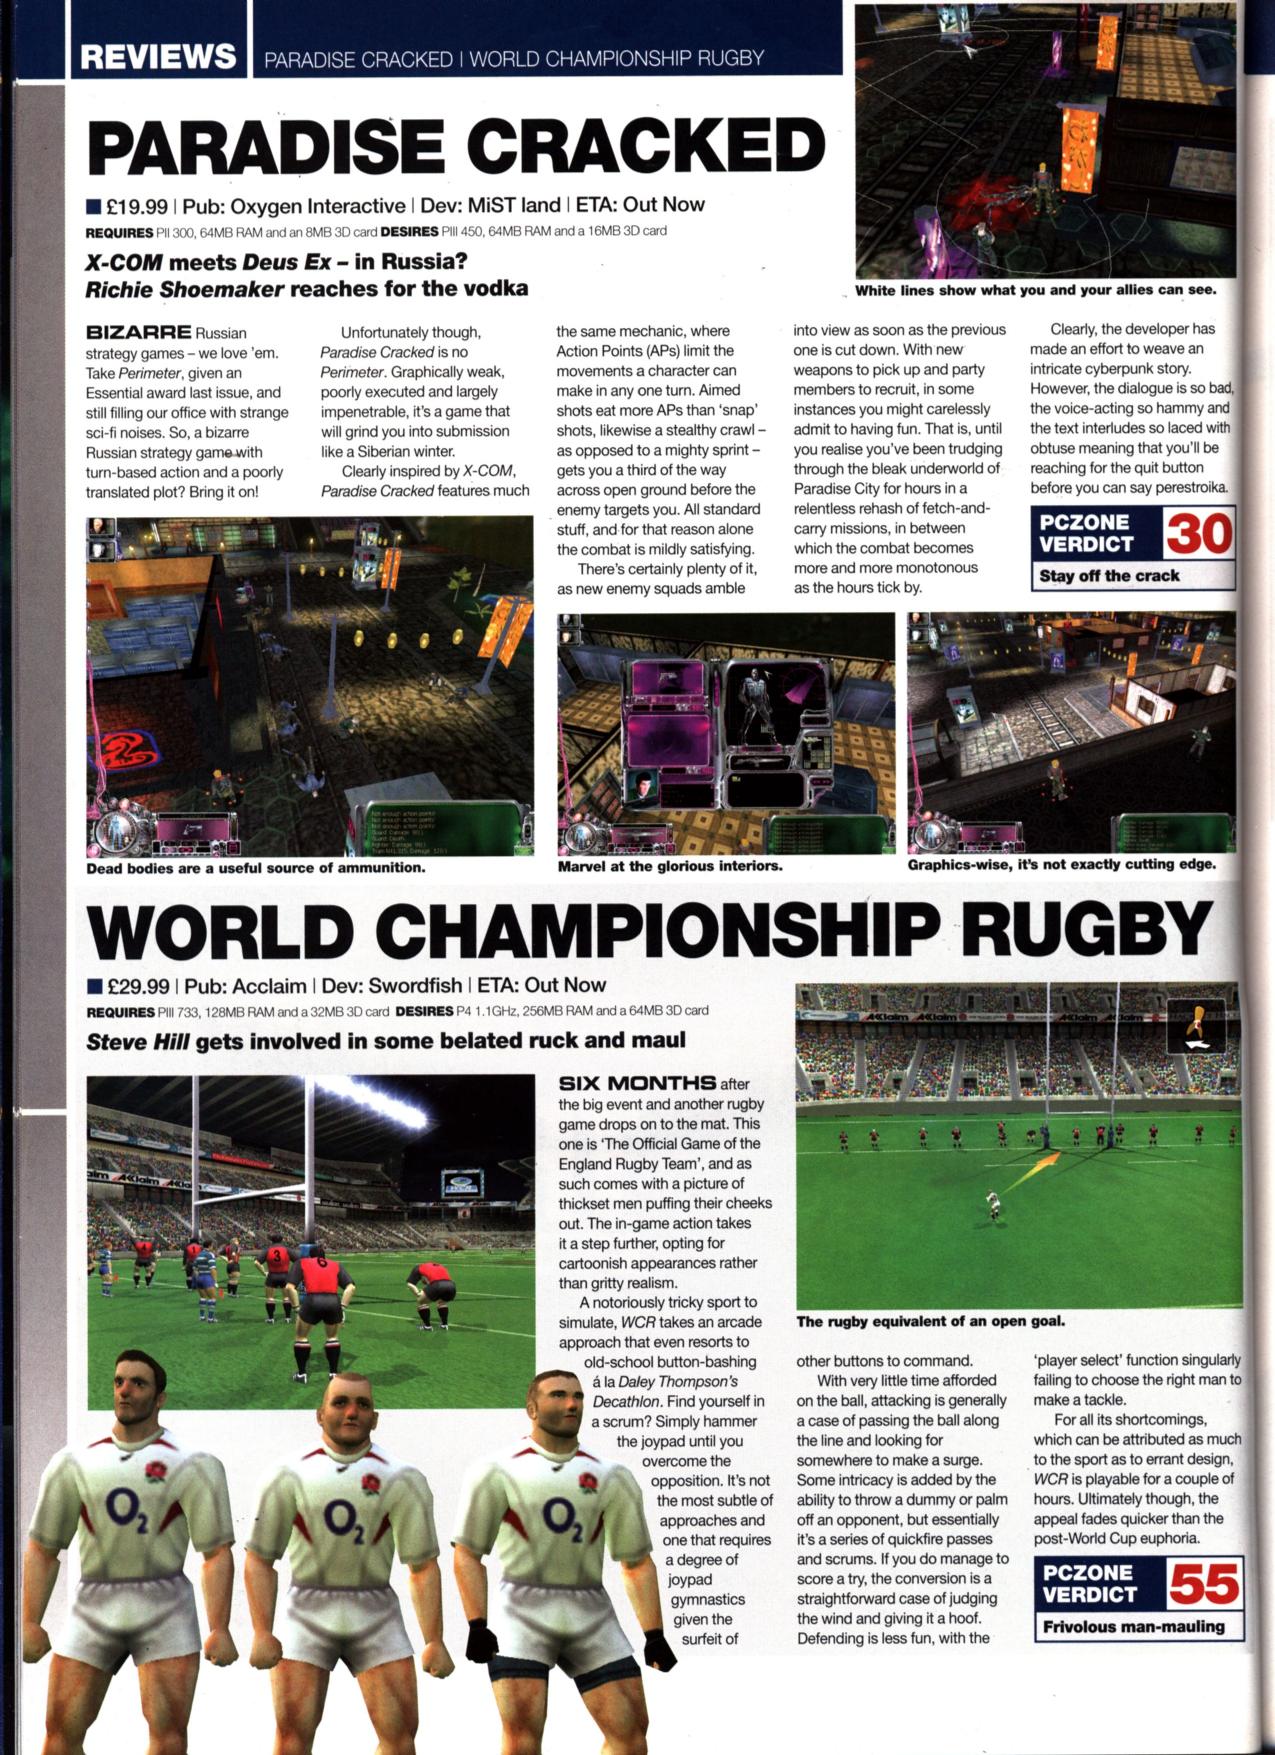 REVIEWS
PARADISE CRACKED | WORLD CHAMPIONSHIP RUGBY
PARADISE CRACKED
£19.99 | Pub: Oxygen Interactive | Dev: MiST land | ETA: Out Now
REQUIRES PII 300, 64MB RAM and an 8MB 3D card DESIRES PIII 450, 64MB RAM and a 16MB 3D card
X-COM meets Deus Ex – in Russia?
Richie Shoemaker reaches for the vodka
White lines show what you and your allies can see.
BIZARRE Russian
strategy games – we love 'em.
Take Perimeter, given an
Essential award last issue, and
still filling our office with strange
sci-fi noises. So, a bizarre
Russian strategy game with
turn-based action and a poorly
translated plot? Bring it on!
Unfortunately though,
Paradise Cracked is no
Perimeter. Graphically weak,
poorly executed and largely
impenetrable, it's a game that
will grind you into submission
like a Siberian winter.
Clearly inspired by X-COM,
Paradise Cracked features much
the same mechanic, where
Action Points (APs) limit the
movements a character can
make in any one turn. Aimed
shots eat more APs than 'snap'
shots, likewise a stealthy crawl –
as opposed to a mighty sprint –
gets you a third of the way
across open ground before the
enemy targets you. All standard
stuff, and for that reason alone
the combat is mildly satisfying.
There's certainly plenty of it,
as new enemy squads amble
into view as soon as the previous
one is cut down. With new
weapons to pick up and party
members to recruit, in some
instances you might carelessly
admit to having fun. That is, until
you realise you've been trudging
through the bleak underworld of
Paradise City for hours in a
relentless rehash of fetch-and-
carry missions, in between
which the combat becomes
more and more monotonous
as the hours tick by.
Clearly, the developer has
made an effort to weave an
intricate cyberpunk story.
However, the dialogue is so bad,
the voice-acting so hammy and
the text interludes so laced with
obtuse meaning that you'll be
reaching for the quit button
before you can say perestroika.
PCZONE
VERDICT
30
Stay off the crack
Not enough action points
Not enough action points
Not enough action points
Dead bodies are a useful source of ammunition.
Marvel at the glorious interiors.
Graphics-wise, it's not exactly cutting edge.
WORLD CHAMPIONSHIP RUGBY
£29.99 | Pub: Acclaim | Dev: Swordfish | ETA: Out Now
REQUIRES PIII 733, 128MB RAM and a 32MB 3D card DESIRES P4 1.1GHz, 256MB RAM and a 64MB 3D card
Steve Hill gets involved in some belated ruck and maul
SIX MONTHS after
the big event and another rugby
game drops on to the mat. This
one is 'The Official Game of the
England Rugby Team', and as
such comes with a picture of
thickset men puffing their cheeks
out. The in-game action takes
it a step further, opting for
cartoonish appearances rather
than gritty realism.
A notoriously tricky sport to
simulate, WCR takes an arcade
approach that even resorts to
old-school button-bashing
á la Daley Thompson's
Decathlon. Find yourself in
a scrum? Simply hammer
the joypad until you
overcome the
opposition. It's not
the most subtle of
approaches and
one that requires
a degree of
joypad
gymnastics
given the
surfeit of
AKklaim
AKklaim
The rugby equivalent of an open goal.
other buttons to command.
With very little time afforded
on the ball, attacking is generally
a case of passing the ball along
the line and looking for
somewhere to make a surge.
Some intricacy is added by the
ability to throw a dummy or palm
off an opponent, but essentially
it's a series of quickfire passes
and scrums. If you do manage to
score a try, the conversion is a
straightforward case of judging
the wind and giving it a hoof.
Defending is less fun, with the
'player select' function singularly
failing to choose the right man to
make a tackle.
For all its shortcomings,
which can be attributed as much
to the sport as to errant design,
WCR is playable for a couple of
hours. Ultimately though, the
appeal fades quicker than the
post-World Cup euphoria.
PCZONE
VERDICT
55
Frivolous man-mauling
3
6
O2
O2
O2